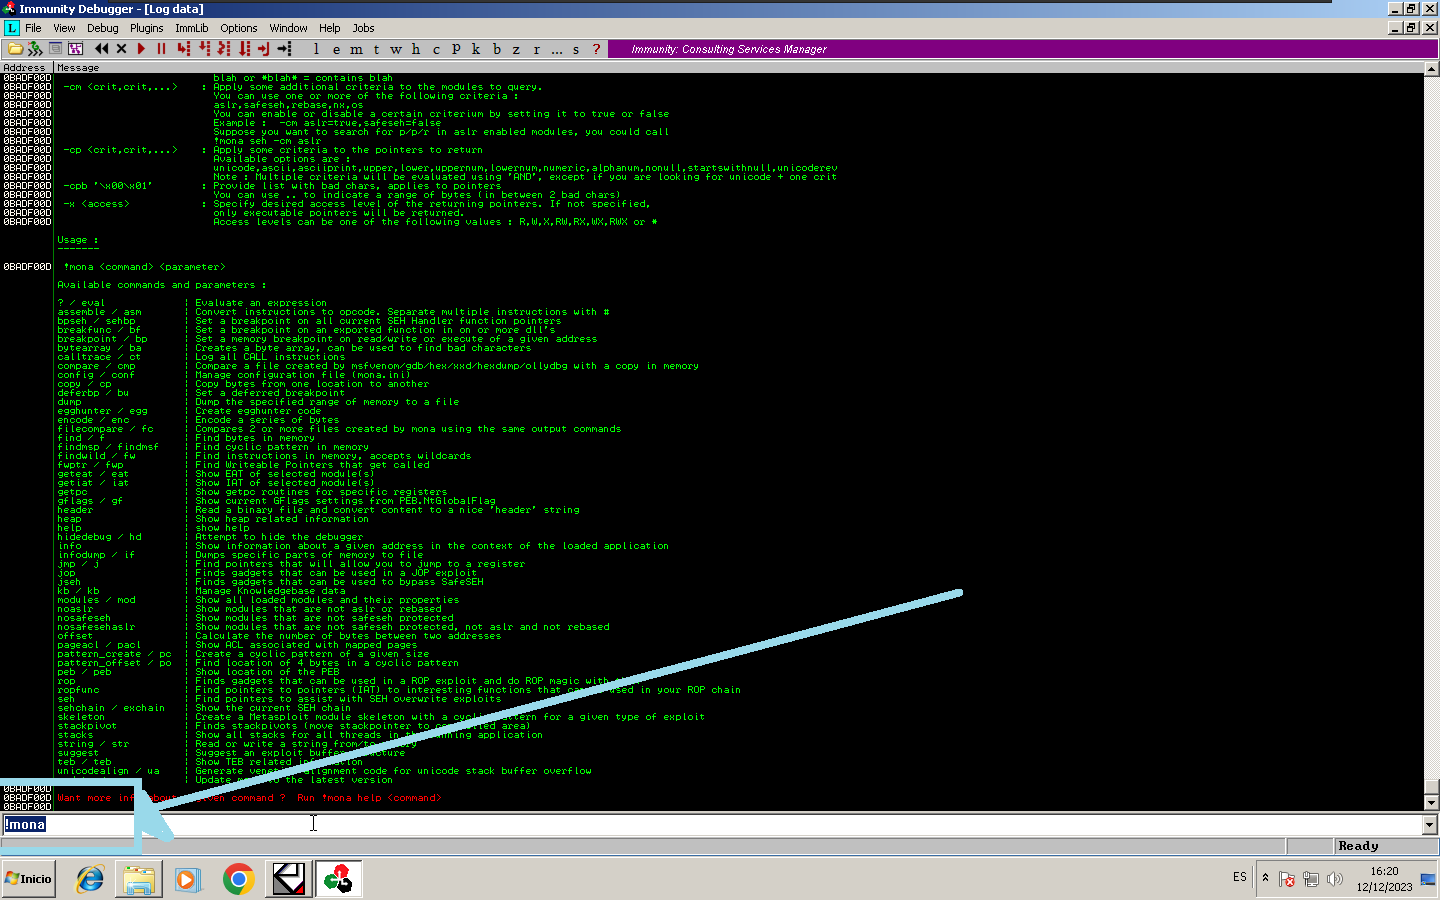 Immunity Debugger - [Log data]
File View Debug Plugins ImmLib Options Window Help Jobs
l e m t w h c p k b z r ... s ? Immunity: Consulting Services Manager
Address Message
0BADF00D blah or *blah* = contains blah
0BADF00D -cm <crit,crit,...> : Apply some additional criteria to the modules to query.
0BADF00D You can use one or more of the following criteria :
0BADF00D aslr,safeseh,rebase,nx,os
0BADF00D You can enable or disable a certain criterium by setting it to true or false
0BADF00D Example : -cm aslr=true,safeseh=false
0BADF00D Suppose you want to search for p/p/r in aslr enabled modules, you could call
0BADF00D !mona seh -cm aslr
0BADF00D -cp <crit,crit,...> : Apply some criteria to the pointers to return
0BADF00D Available options are :
0BADF00D unicode,ascii,asciiprint,upper,lower,uppernum,lowernum,numeric,alphanum,nonull,startswithnull,unicoderev
0BADF00D Note : Multiple criteria will be evaluated using 'AND', except if you are looking for unicode + one crit
0BADF00D -cpb '\x00\x01' : Provide list with bad chars, applies to pointers
0BADF00D You can use .. to indicate a range of bytes (in between 2 bad chars)
0BADF00D -x <access> : Specify desired access level of the returning pointers. If not specified,
0BADF00D only executable pointers will be returned.
0BADF00D Access levels can be one of the following values : R,W,X,RW,RX,WX,RWX or *
Usage :
-------
0BADF00D !mona <command> <parameter>
Available commands and parameters :
? / eval | Evaluate an expression
assemble / asm | Convert instructions to opcode. Separate multiple instructions with #
bpseh / sehbp | Set a breakpoint on all current SEH Handler function pointers
breakfunc / bf | Set a breakpoint on an exported function in on or more dll's
breakpoint / bp | Set a memory breakpoint on read/write or execute of a given address
bytearray / ba | Creates a byte array, can be used to find bad characters
calltrace / ct | Log all CALL instructions
compare / cmp | Compare a file created by msfvenom/gdb/hex/xxd/hexdump/ollydbg with a copy in memory
config / conf | Manage configuration file (mona.ini)
copy / cp | Copy bytes from one location to another
deferbp / bu | Set a deferred breakpoint
dump | Dump the specified range of memory to a file
egghunter / egg | Create egghunter code
encode / enc | Encode a series of bytes
filecompare / fc | Compares 2 or more files created by mona using the same output commands
find / f | Find bytes in memory
findmsp / findmsf | Find cyclic pattern in memory
findwild / fw | Find instructions in memory, accepts wildcards
fwptr / fwp | Find Writeable Pointers that get called
geteat / eat | Show EAT of selected module(s)
getiat / iat | Show IAT of selected module(s)
getpc | Show getpc routines for specific registers
gflags / gf | Show current GFlags settings from PEB.NtGlobalFlag
header | Read a binary file and convert content to a nice 'header' string
heap | Show heap related information
help | show help
hidedebug / hd | Attempt to hide the debugger
info | Show information about a given address in the context of the loaded application
infodump / if | Dumps specific parts of memory to file
jmp / j | Find pointers that will allow you to jump to a register
jop | Finds gadgets that can be used in a JOP exploit
jseh | Finds gadgets that can be used to bypass SafeSEH
kb / kb | Manage Knowledgebase data
modules / mod | Show all loaded modules and their properties
noaslr | Show modules that are not aslr or rebased
nosafeseh | Show modules that are not safeseh protected
nosafesehaslr | Show modules that are not safeseh protected, not aslr and not rebased
offset | Calculate the number of bytes between two addresses
pageacl / pacl | Show ACL associated with mapped pages
pattern_create / pc | Create a cyclic pattern of a given size
pattern_offset / po | Find location of 4 bytes in a cyclic pattern
peb / peb | Show location of the PEB
rop | Finds gadgets that can be used in a ROP exploit and do ROP magic with
ropfunc | Find pointers to pointers (IAT) to interesting functions that can used in your ROP chain
seh | Find pointers to assist with SEH overwrite exploits
sehchain / exchain | Show the current SEH chain
skeleton | Create a Metasploit module skeleton with a cyclic pattern for a given type of exploit
stackpivot | Finds stackpivots (move stackpointer to area)
stacks | Show all stacks for all threads in the running application
string / str | Read or write a string from/to
suggest | Suggest an exploit buffer structure
teb / teb | Show TEB related information
unicodealign / ua | Generate alignment code for unicode stack buffer overflow
| Update to the latest version
0BADF00D
0BADF00D Want more info about given command ? Run !mona help <command>
0BADF00D
!mona
Ready
Inicio ES 16:20
12/12/2023